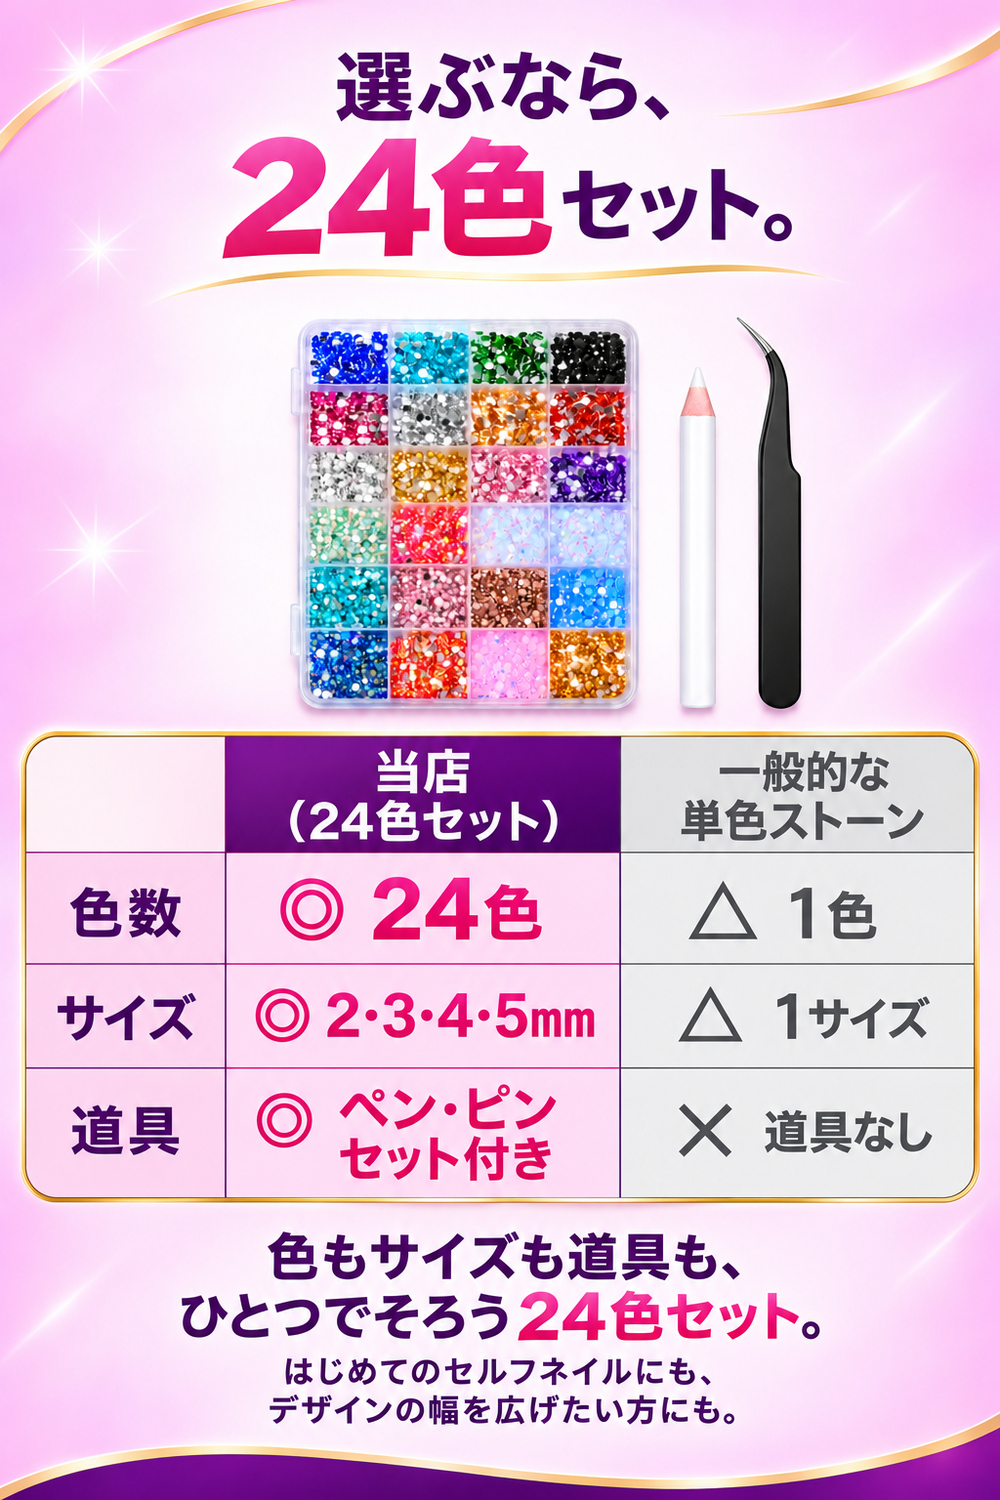 選ぶなら、
24色セット。
当店
（24色セット）
一般的な
単色ストーン
色数
◎ 24色
△ 1色
サイズ
◎ 2・3・4・5mm
△ 1サイズ
道具
◎ ペン・ピン
セット付き
× 道具なし
色もサイズも道具も、
ひとつでそろう24色セット。
はじめてのセルフネイルにも、
デザインの幅を広げたい方にも。